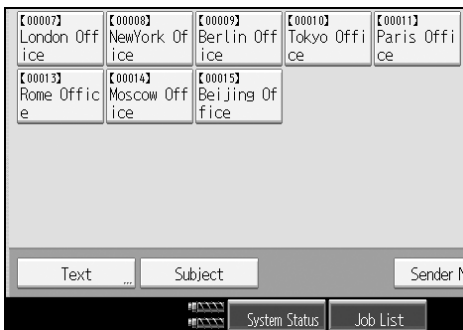 【00007】 【00008】 【00009】 【00010】 【00011】
London Off NewYork Of Berlin Off Tokyo Offi Paris Offi
ice ice ice ce ce
【00013】 【00014】 【00015】
Rome Offic Moscow Off Beijing Of
e ice fice
Text ... Subject Sender
System Status Job List